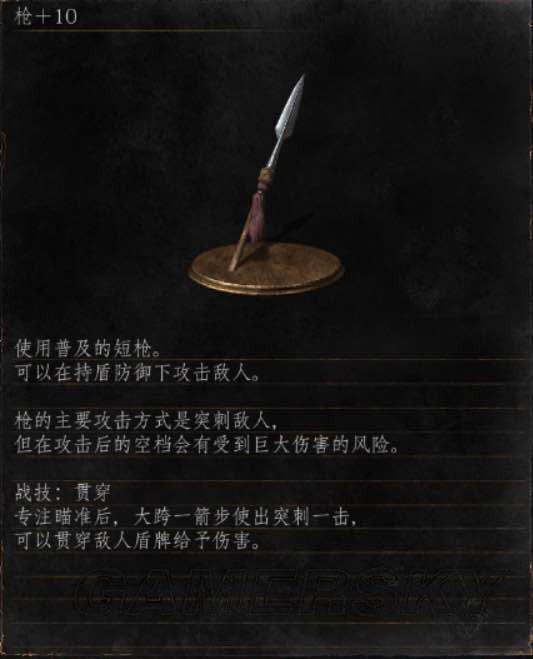 枪＋10
使用普及的短枪。
可以在持盾防御下攻击敌人。
枪的主要攻击方式是突刺敌人，
但在攻击后的空档会有受到巨大伤害的风险。
战技：贯穿
专注瞄准后，大跨一箭步使出突刺一击，
可以贯穿敌人盾牌给予伤害。
GAMERSKY